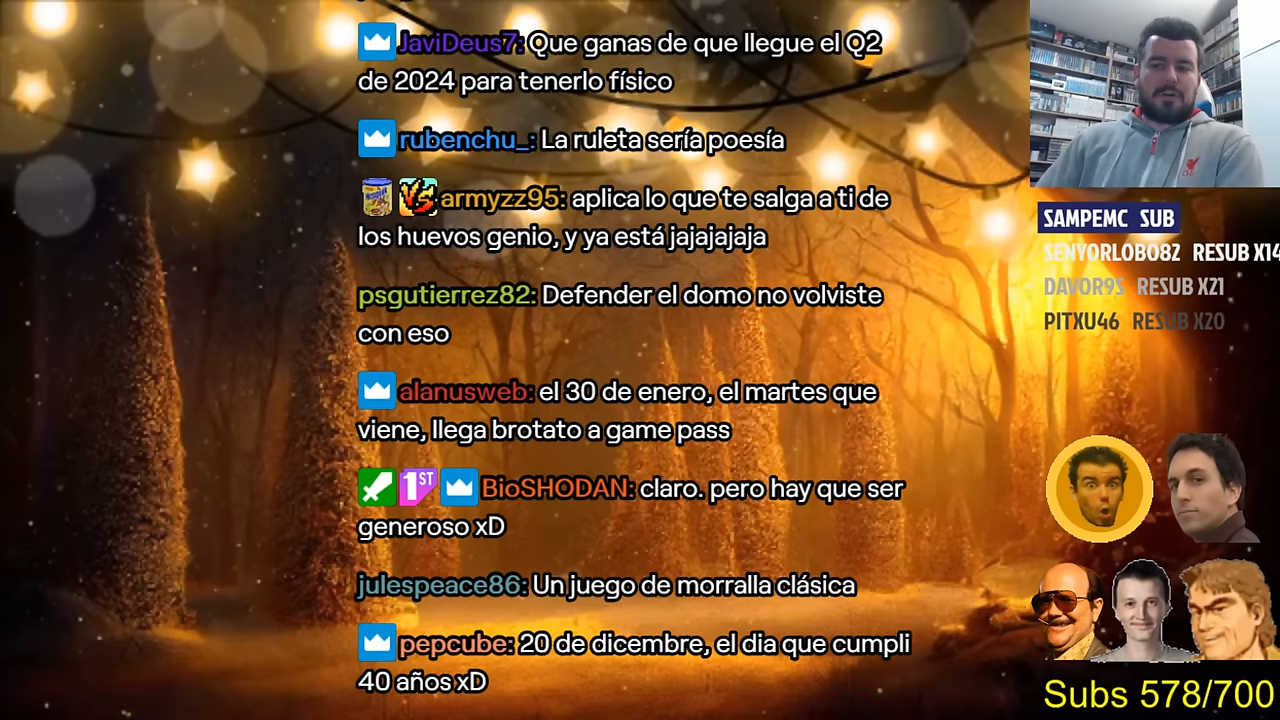 JaviDeus7: Que ganas de que llegue el Q2
de 2024 para tenerlo físico
rubenchu_: La ruleta sería poesía
VS armyzz95: aplica lo que te salga a ti de
los huevos genio, y ya está jajajajaja
psgutierrez82: Defender el domo no volviste
con eso
alanusweb: el 30 de enero, el martes que
viene, llega brotato a game pass
1ST BioSHODAN: claro. pero hay que ser
generoso xD
julespeace86: Un juego de morralla clásica
pepcube: 20 de dicembre, el dia que cumpli
40 años xD
SAMPEMC SUB
SENYORLOBO82 RESUB X14
DAVOR9S RESUB X21
PITXU46 RESUB X20
Subs 578/700